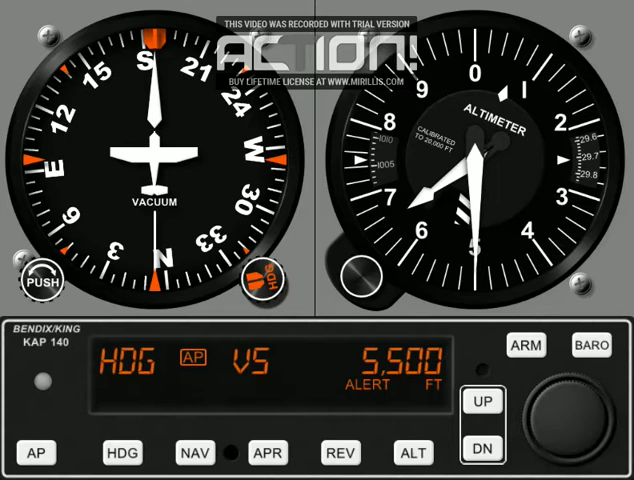 THIS VIDEO WAS RECORDED WITH TRIAL VERSION
ACTION!
BUY LIFETIME LICENSE AT WWW.MIRILLIS.COM
S
21
24
W
30
33
N
3
6
E
12
15
VACUUM
PUSH
HDG
0
1
2
3
4
5
6
7
8
9
ALTIMETER
CALIBRATED
TO 20,000 FT
1010
1005
29.6
29.7
29.8
BENDIX/KING
KAP 140
HDG AP VS 5,500
ALERT FT
ARM BARO
UP
DN
AP HDG NAV APR REV ALT